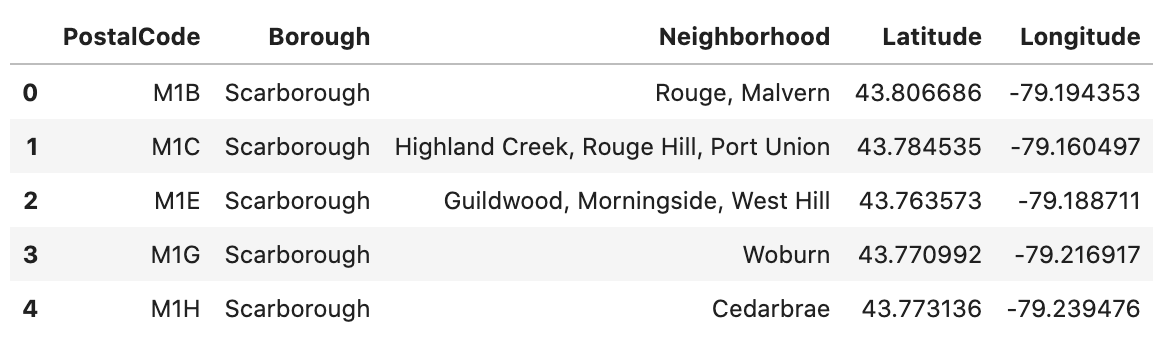 PostalCode Borough Neighborhood Latitude Longitude
0 M1B Scarborough Rouge, Malvern 43.806686 -79.194353
1 M1C Scarborough Highland Creek, Rouge Hill, Port Union 43.784535 -79.160497
2 M1E Scarborough Guildwood, Morningside, West Hill 43.763573 -79.188711
3 M1G Scarborough Woburn 43.770992 -79.216917
4 M1H Scarborough Cedarbrae 43.773136 -79.239476